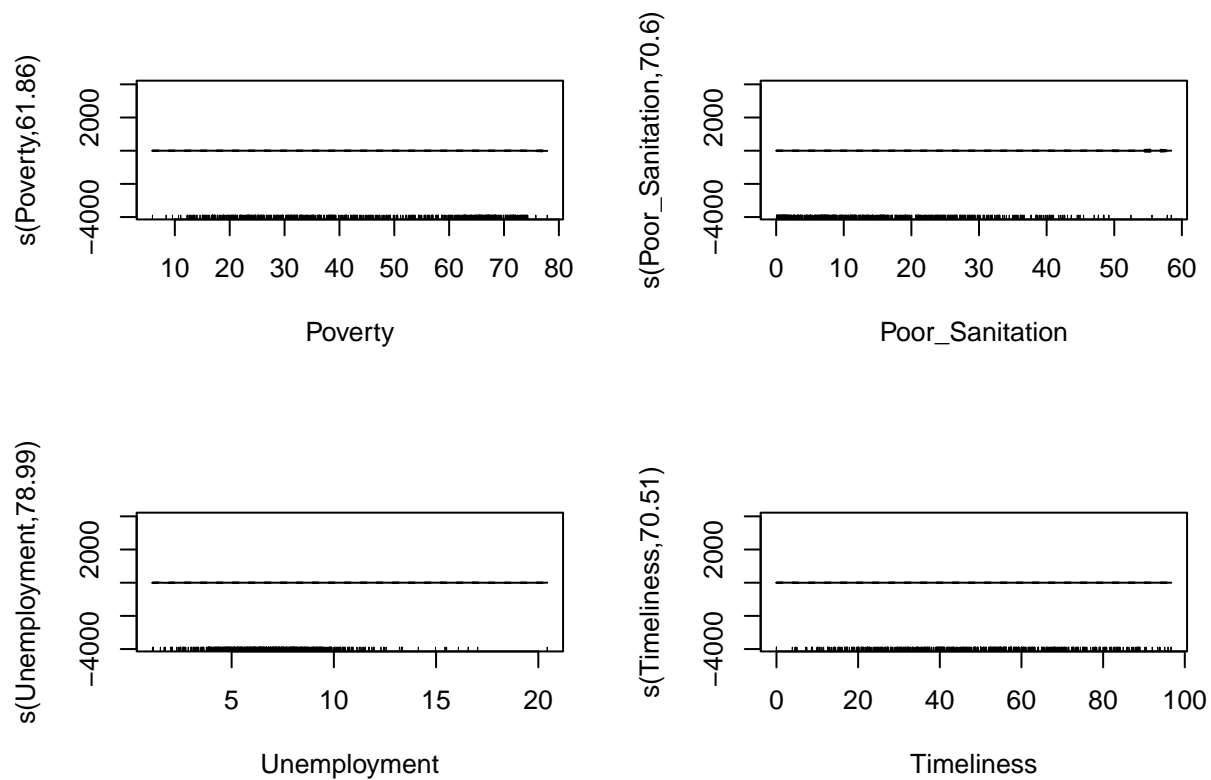 s(Poverty,61.86)
2000
−4000
10 20 30 40 50 60 70 80
Poverty
s(Poor_Sanitation,70.6)
2000
−4000
0 10 20 30 40 50 60
Poor_Sanitation
s(Unemployment,78.99)
2000
−4000
5 10 15 20
Unemployment
s(Timeliness,70.51)
2000
−4000
0 20 40 60 80 100
Timeliness